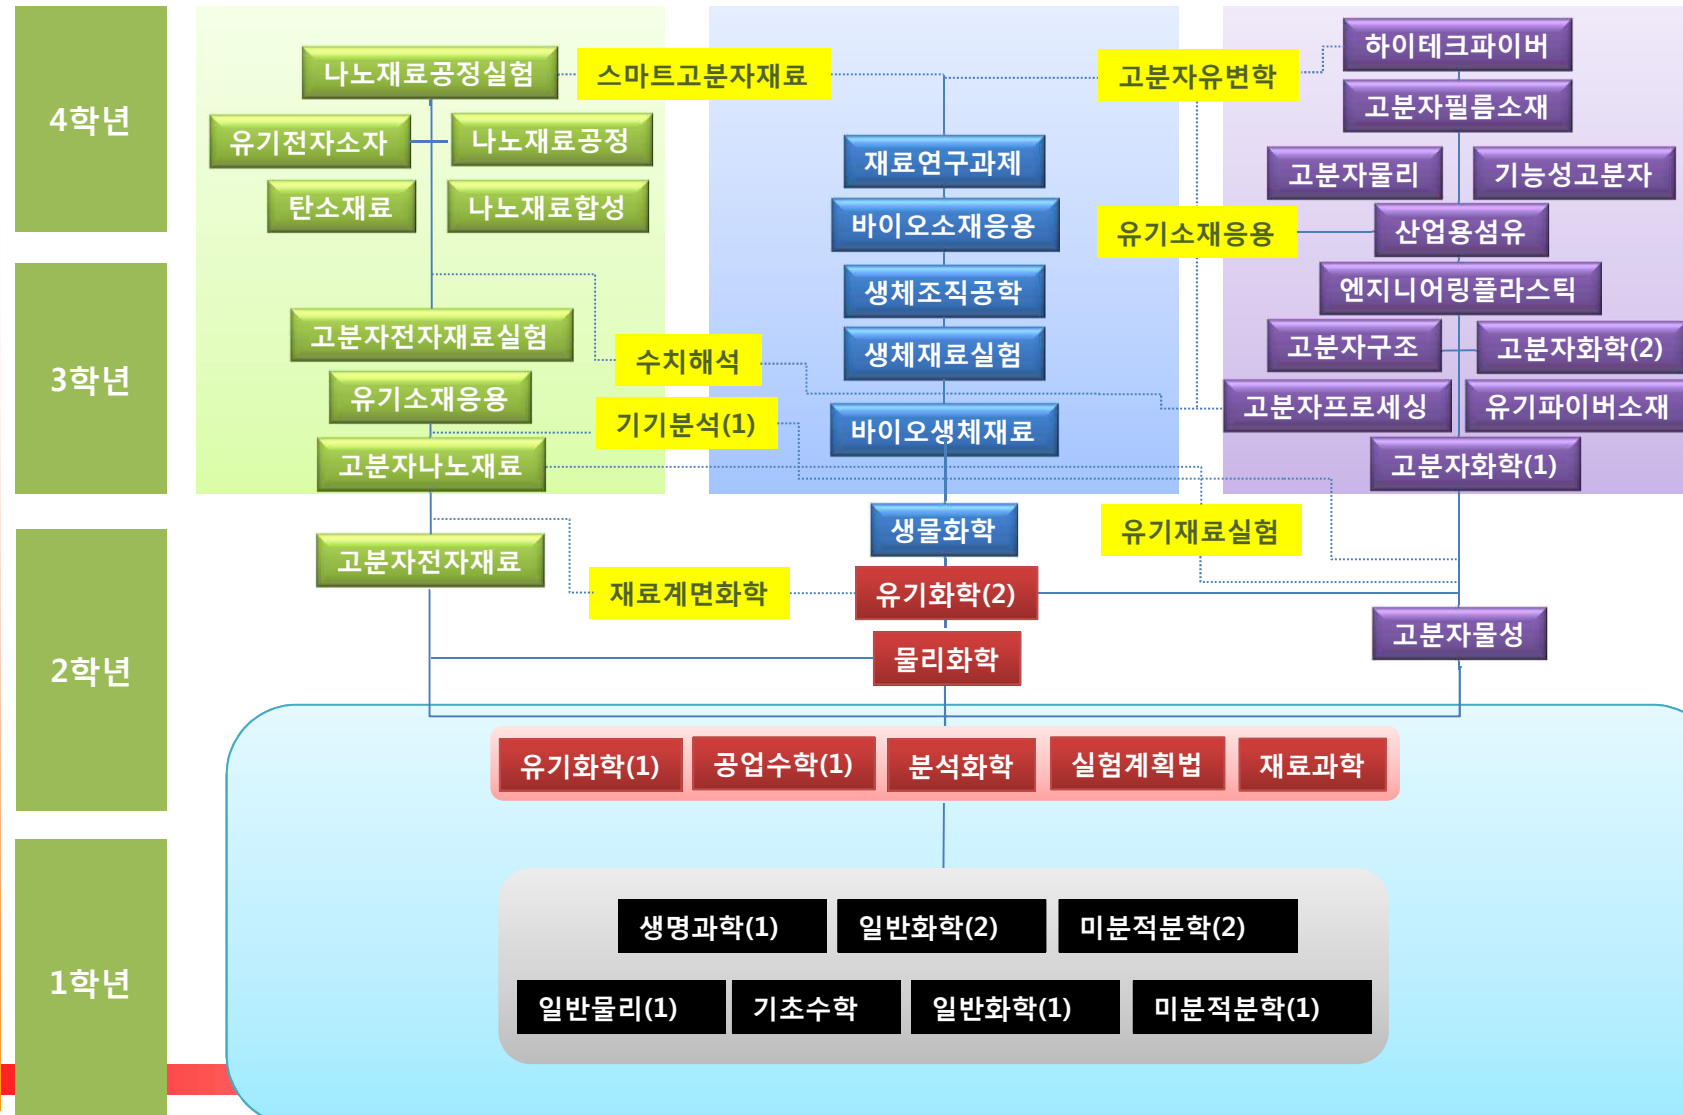 4학년
나노재료공정실험
스마트고분자재료
고분자유변학
하이테크파이버
고분자필름소재
유기전자소자
나노재료공정
재료연구과제
고분자물리
기능성고분자
탄소재료
나노재료합성
바이오소재응용
유기소재응용
산업용섬유
3학년
생체조직공학
엔지니어링플라스틱
고분자전자재료실험
수치해석
생체재료실험
고분자구조
고분자화학(2)
유기소재응용
기기분석(1)
바이오생체재료
고분자프로세싱
유기파이버소재
고분자나노재료
고분자화학(1)
2학년
생물화학
유기재료실험
고분자전자재료
재료계면화학
유기화학(2)
고분자물성
물리화학
유기화학(1)
공업수학(1)
분석화학
실험계획법
재료과학
1학년
생명과학(1)
일반화학(2)
미분적분학(2)
일반물리(1)
기초수학
일반화학(1)
미분적분학(1)